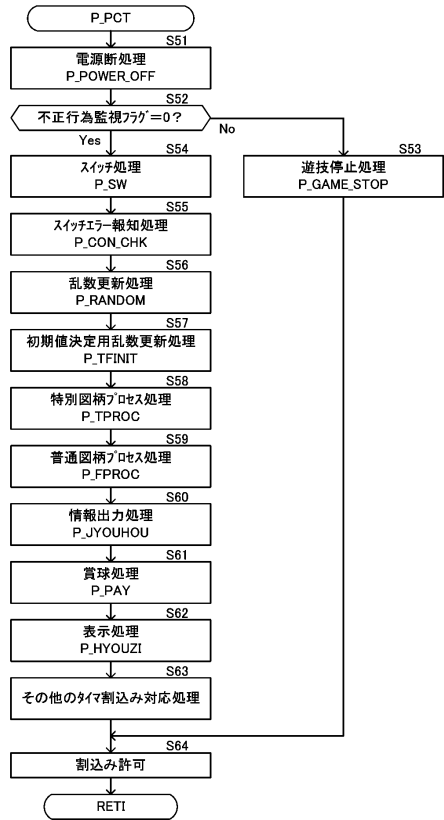 P_PCT
S51
電源断処理
P_POWER_OFF
S52
不正行為監視ﾌﾗｸﾞ=0？
No
Yes
S53
遊技停止処理
P_GAME_STOP
S54
ｽｲｯﾁ処理
P_SW
S55
ｽｲｯﾁｴﾗｰ報知処理
P_CON_CHK
S56
乱数更新処理
P_RANDOM
S57
初期値決定用乱数更新処理
P_TFINIT
S58
特別図柄ﾌﾟﾛｾｽ処理
P_TPROC
S59
普通図柄ﾌﾟﾛｾｽ処理
P_FPROC
S60
情報出力処理
P_JYOUHOU
S61
賞球処理
P_PAY
S62
表示処理
P_HYOUZI
S63
その他のﾀｲﾏ割込み対応処理
S64
割込み許可
RETI